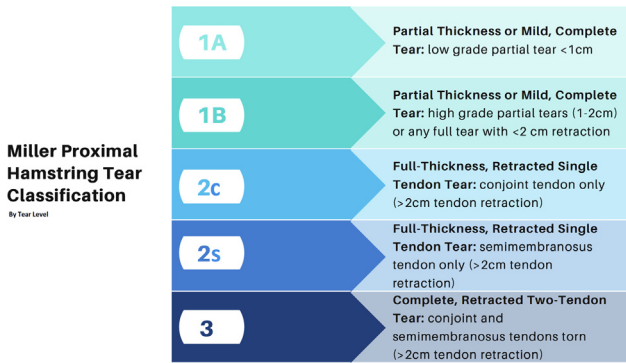 Miller Proximal
Hamstring Tear
Classification
By Tear Level
1A
Partial Thickness or Mild, Complete
Tear: low grade partial tear <1cm
1B
Partial Thickness or Mild, Complete
Tear: high grade partial tears (1-2cm)
or any full tear with <2 cm retraction
2c
Full-Thickness, Retracted Single
Tendon Tear: conjoint tendon only
(>2cm tendon retraction)
2s
Full-Thickness, Retracted Single
Tendon Tear: semimembranosus
tendon only (>2cm tendon
retraction)
3
Complete, Retracted Two-Tendon
Tear: conjoint and
semimembranosus tendons torn
(>2cm tendon retraction)